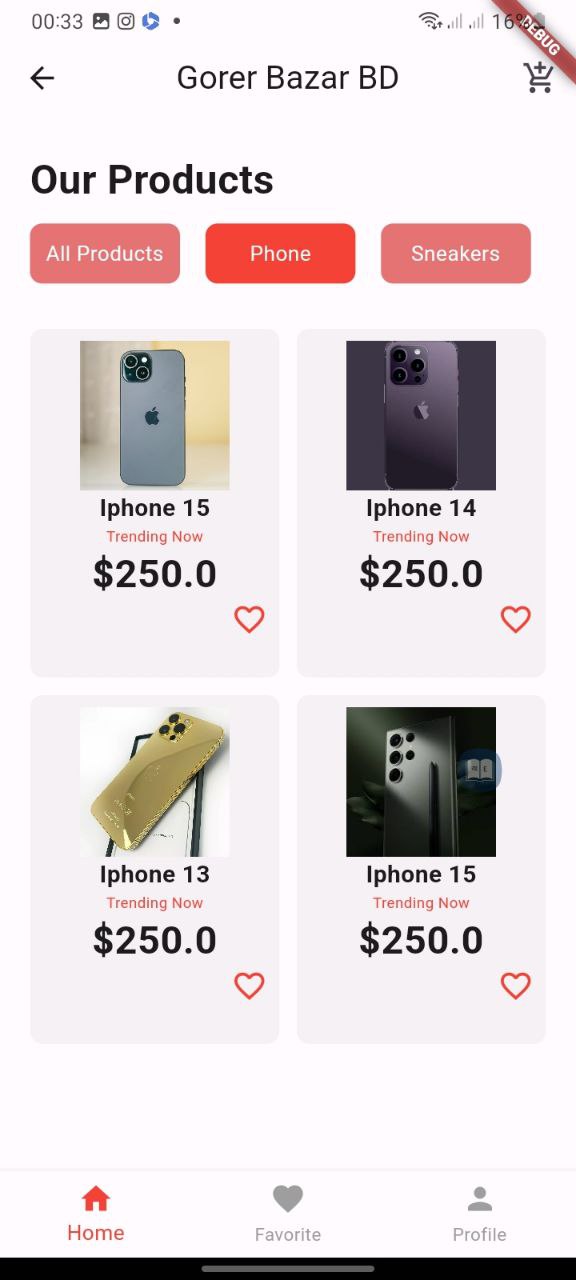 00:33
16%
DEBUG
Gorer Bazar BD
Our Products
All Products
Phone
Sneakers
Iphone 15
Iphone 14
Trending Now
Trending Now
$250.0
$250.0
Iphone 13
Iphone 15
Trending Now
Trending Now
$250.0
$250.0
Home
Favorite
Profile